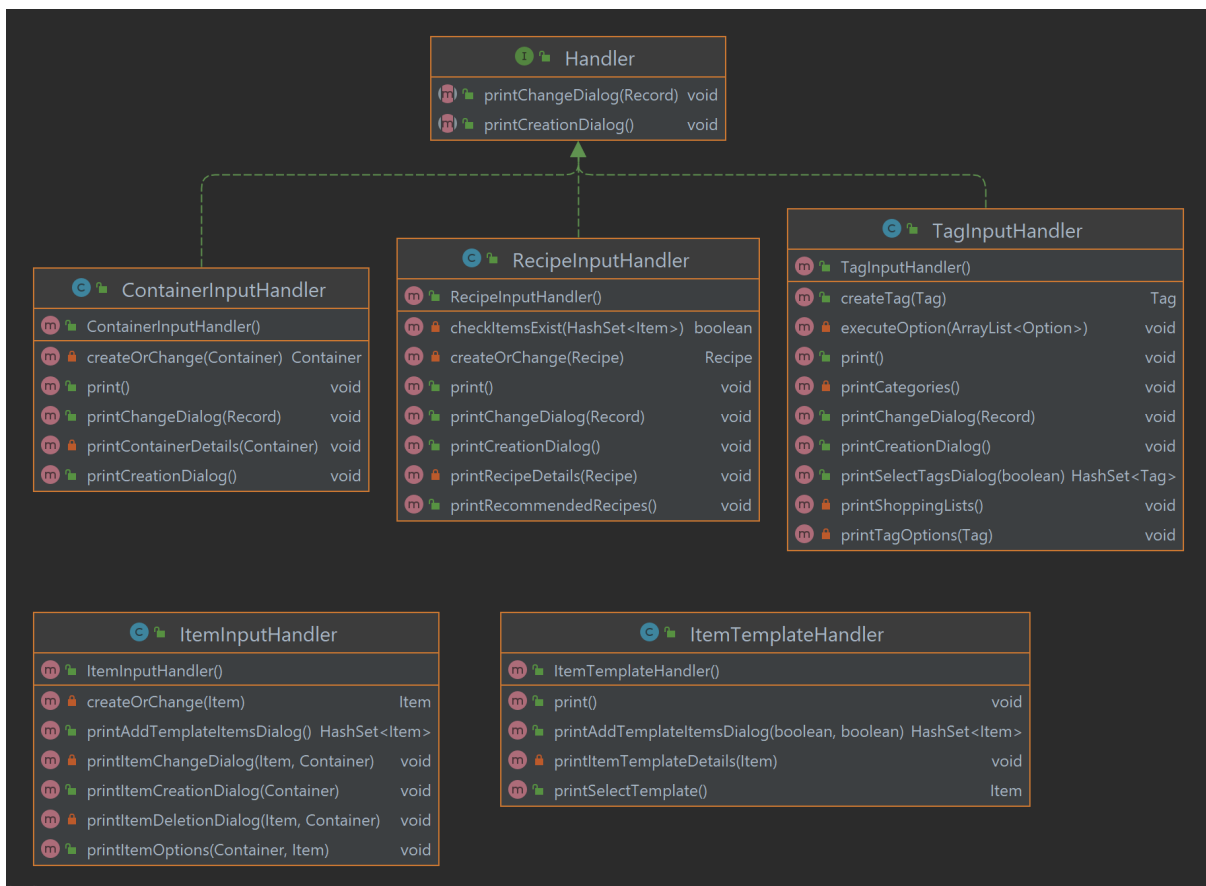 Handler
printChangeDialog(Record) void
printCreationDialog() void
ContainerInputHandler
ContainerInputHandler()
createOrChange(Container) Container
print() void
printChangeDialog(Record) void
printContainerDetails(Container) void
printCreationDialog() void
RecipeInputHandler
RecipeInputHandler()
checkItemsExist(HashSet<Item>) boolean
createOrChange(Recipe) Recipe
print() void
printChangeDialog(Record) void
printCreationDialog() void
printRecipeDetails(Recipe) void
printRecommendedRecipes() void
TagInputHandler
TagInputHandler()
createTag(Tag) Tag
executeOption(ArrayList<Option>) void
print() void
printCategories() void
printChangeDialog(Record) void
printCreationDialog() void
printSelectTagsDialog(boolean) HashSet<Tag>
printShoppingLists() void
printTagOptions(Tag) void
ItemInputHandler
ItemInputHandler()
createOrChange(Item) Item
printAddTemplateItemsDialog() HashSet<Item>
printItemChangeDialog(Item, Container) void
printItemCreationDialog(Container) void
printItemDeletionDialog(Item, Container) void
printItemOptions(Container, Item) void
ItemTemplateHandler
ItemTemplateHandler()
print() void
printAddTemplateItemsDialog(boolean, boolean) HashSet<Item>
printItemTemplateDetails(Item) void
printSelectTemplate() Item